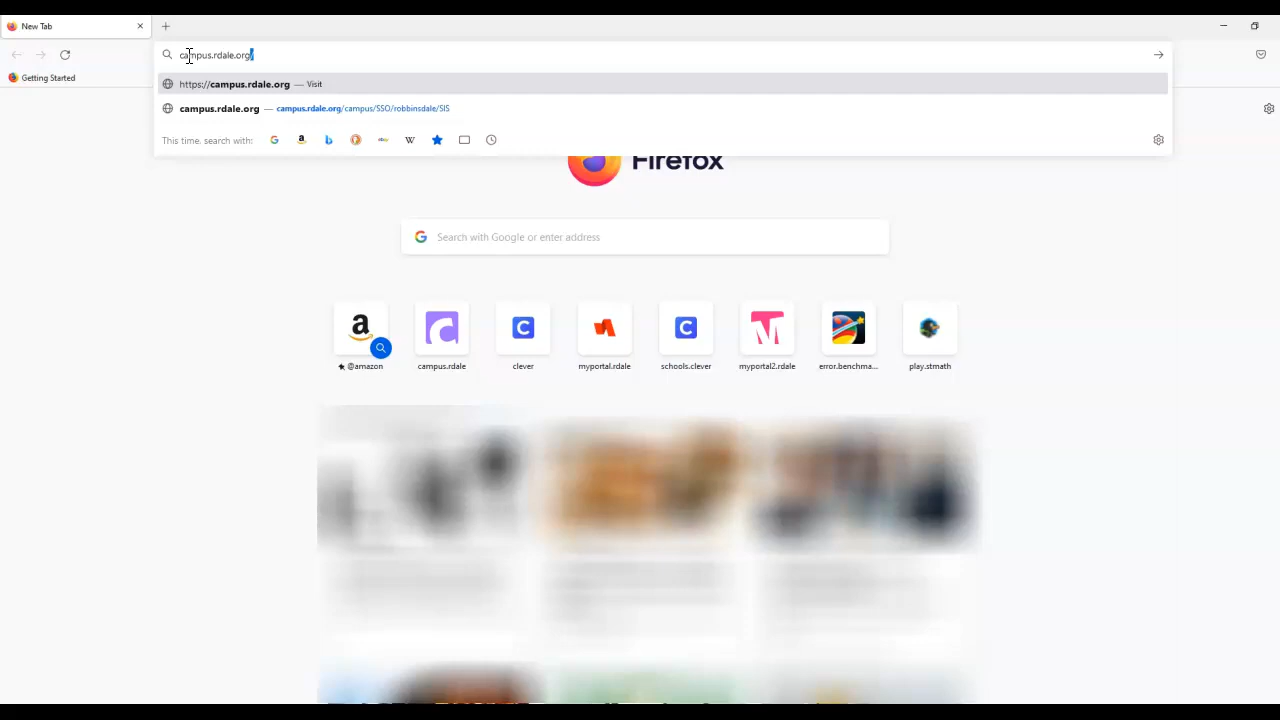 New Tab
campus.rdale.org/
Getting Started
https://campus.rdale.org — Visit
campus.rdale.org — campus.rdale.org/campus/SSO/robbinsdale/SIS
This time, search with:
Firefox
Search with Google or enter address
@amazon
campus.rdale
clever
myportal.rdale
schools.clever
myportal2.rdale
error.benchma...
play.stmath